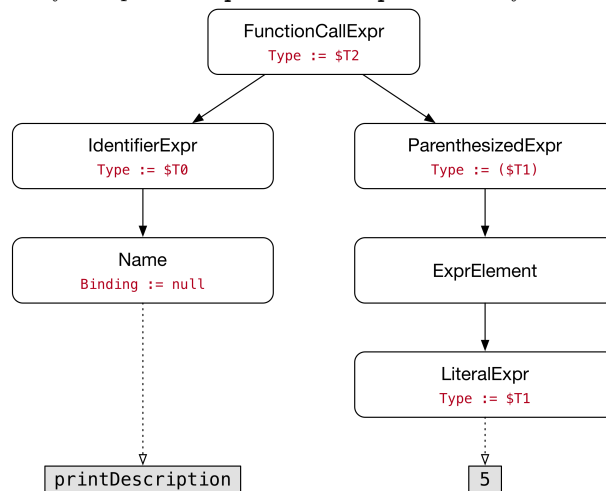 FunctionCallExpr
Type := $T2
IdentifierExpr
Type := $T0
ParenthesizedExpr
Type := ($T1)
Name
Binding := null
ExprElement
LiteralExpr
Type := $T1
printDescription
5